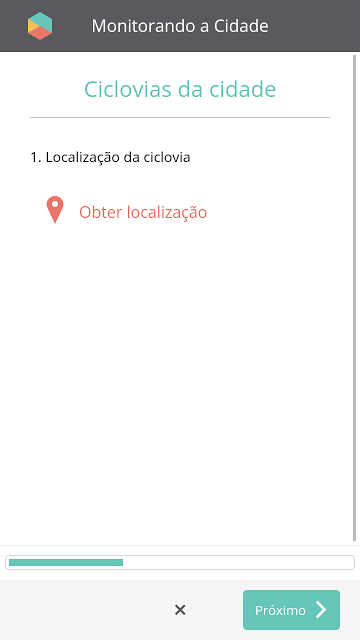 Monitorando a Cidade
Ciclovias da cidade
1. Localização da ciclovia
Obter localização
Próximo